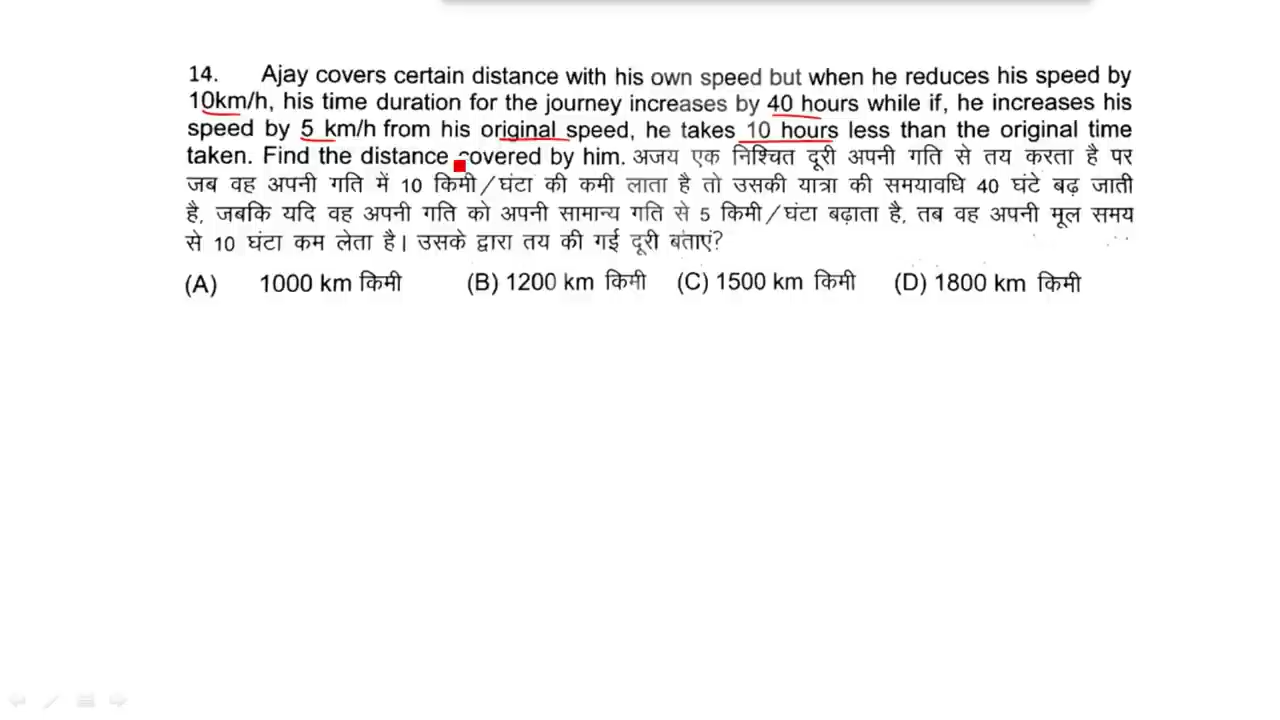 14. Ajay covers certain distance with his own speed but when he reduces his speed by
10km/h, his time duration for the journey increases by 40 hours while if, he increases his
speed by 5 km/h from his original speed, he takes 10 hours less than the original time
taken. Find the distance covered by him. अजय एक निश्चित दूरी अपनी गति से तय करता है पर
जब वह अपनी गति में 10 किमी/घंटा की कमी लाता है तो उसकी यात्रा की समयावधि 40 घंटे बढ़ जाती
है, जबकि यदि वह अपनी गति को अपनी सामान्य गति से 5 किमी/घंटा बढ़ाता है, तब वह अपनी मूल समय
से 10 घंटा कम लेता है। उसके द्वारा तय की गई दूरी बताएं?
(A) 1000 km किमी (B) 1200 km किमी (C) 1500 km किमी (D) 1800 km किमी